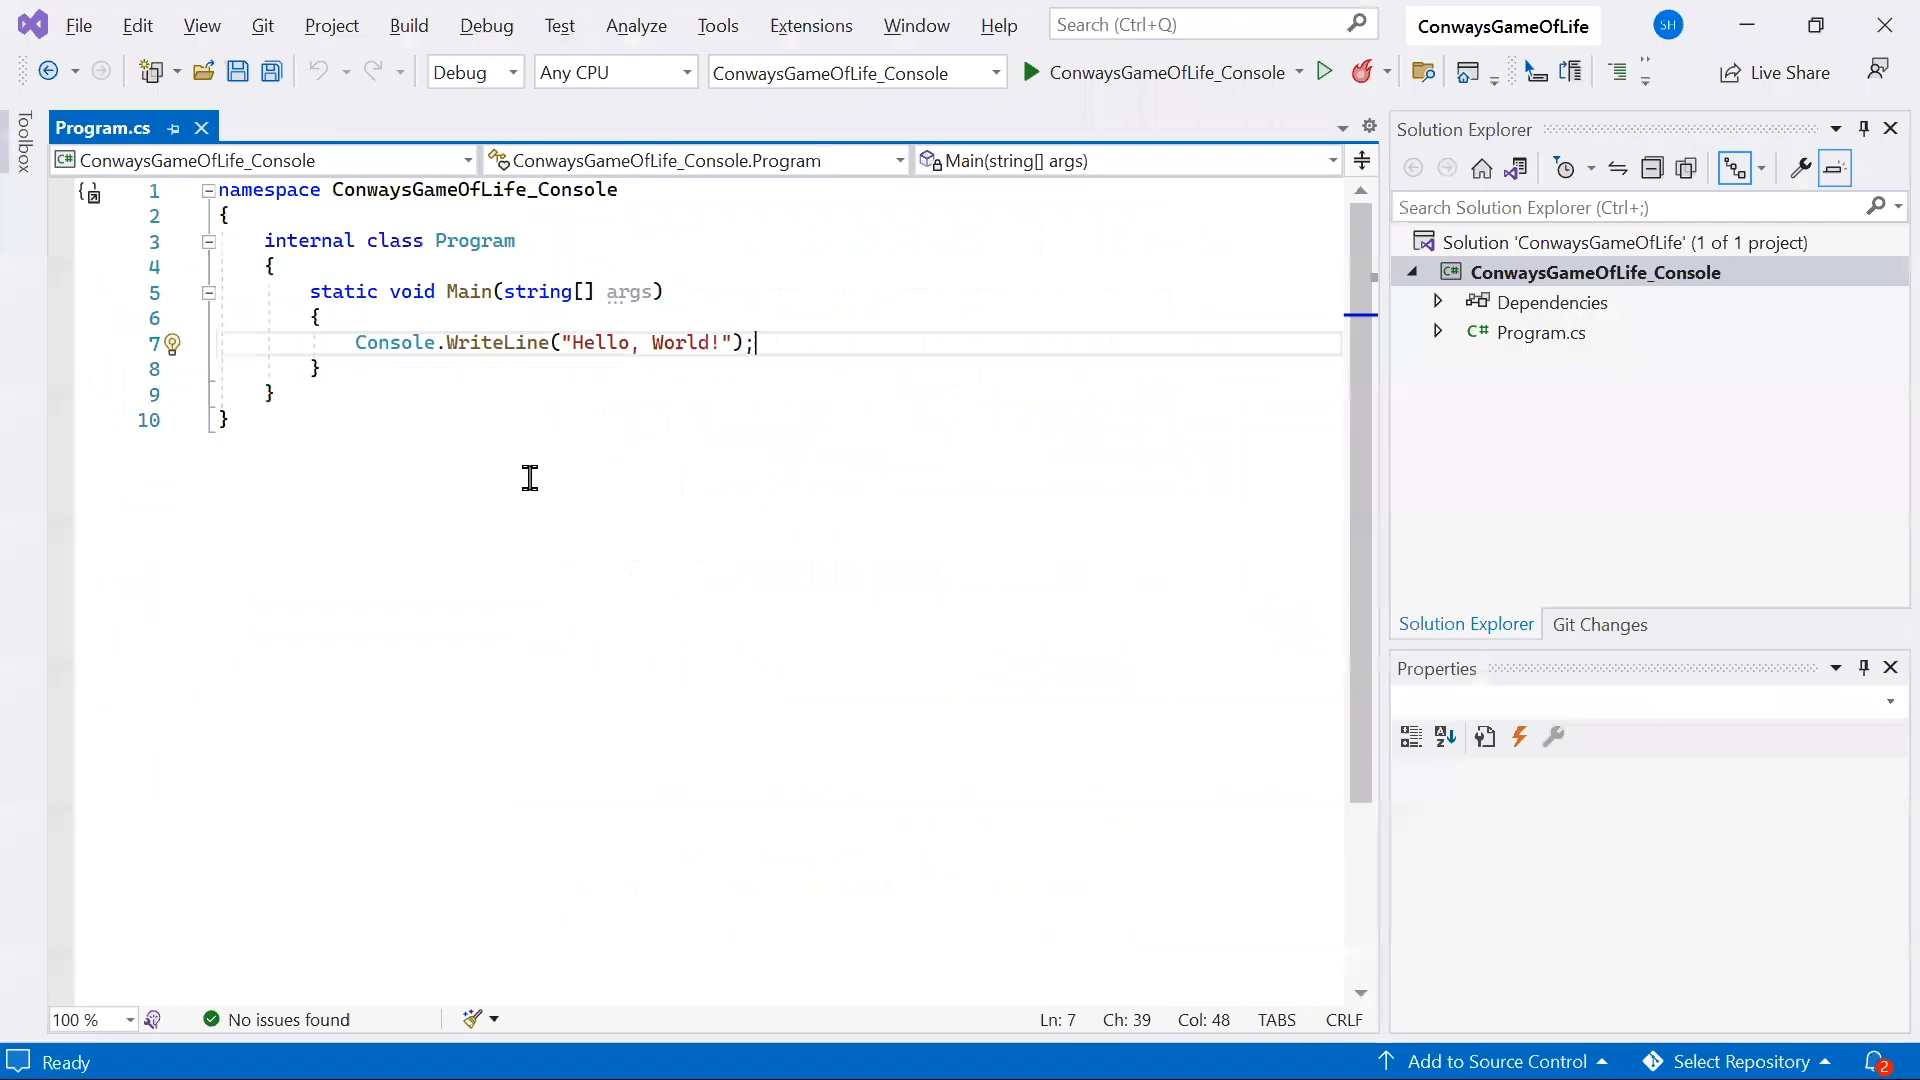 File Edit View Git Project Build Debug Test Analyze Tools Extensions Window Help Search (Ctrl+Q) ConwaysGameOfLife SH
Debug Any CPU ConwaysGameOfLife_Console ConwaysGameOfLife_Console Live Share
Toolbox
Program.cs
ConwaysGameOfLife_Console ConwaysGameOfLife_Console.Program Main(string[] args)
1 namespace ConwaysGameOfLife_Console
2 {
3 internal class Program
4 {
5 static void Main(string[] args)
6 {
7 Console.WriteLine("Hello, World!");
8 }
9 }
10 }
100 % No issues found Ln: 7 Ch: 39 Col: 48 TABS CRLF
Solution Explorer
Search Solution Explorer (Ctrl+;)
Solution 'ConwaysGameOfLife' (1 of 1 project)
C# ConwaysGameOfLife_Console
Dependencies
C# Program.cs
Solution Explorer Git Changes
Properties
Ready Add to Source Control Select Repository 2